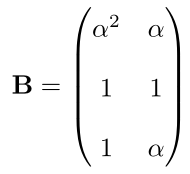 B = ( α² α
1 1
1 α )